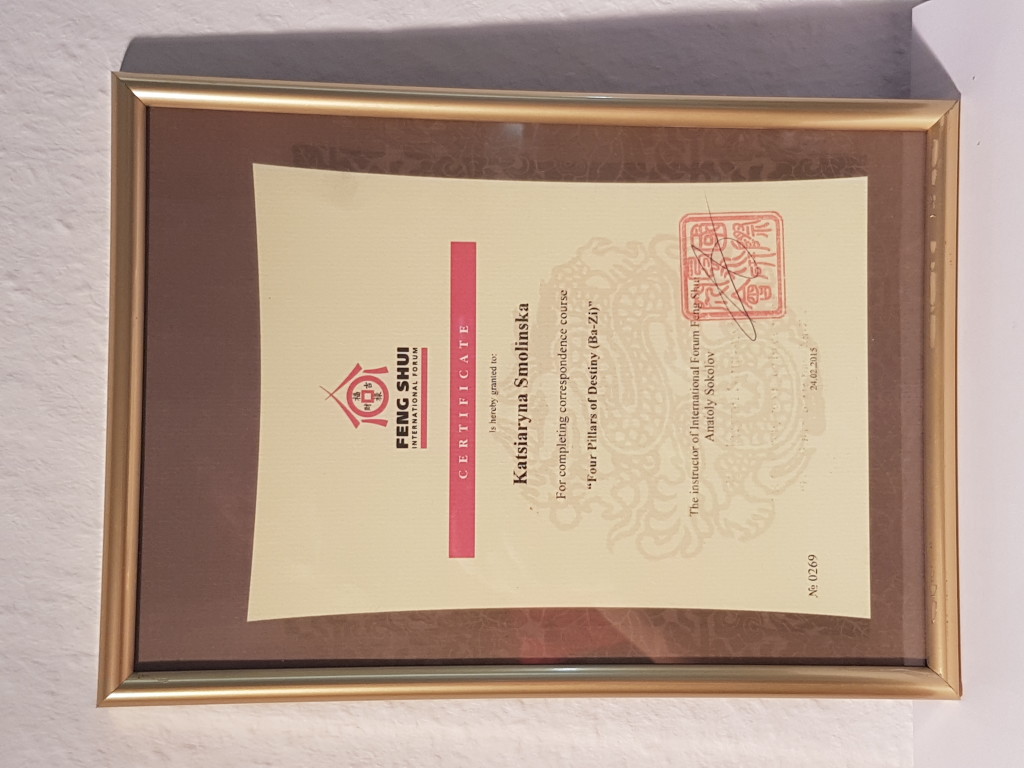 FENG SHUI
INTERNATIONAL FORUM
CERTIFICATE
Is hereby granted to:
Katsiaryna Smolinska
For completing correspondence course
“Four Pillars of Destiny (Ba-Zi)”
The instructor of International Forum Feng Shui
Anatoly Sokolov
№ 0269
24.02.2015